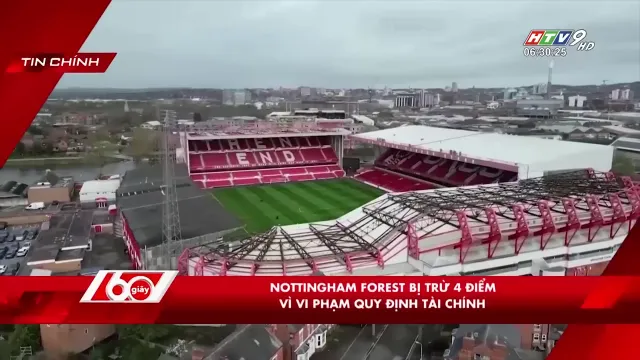 TIN CHÍNH
HTV9 HD
06:30:25
THE N
END
60 giây
NOTTINGHAM FOREST BỊ TRỪ 4 ĐIỂM
VÌ VI PHẠM QUY ĐỊNH TÀI CHÍNH